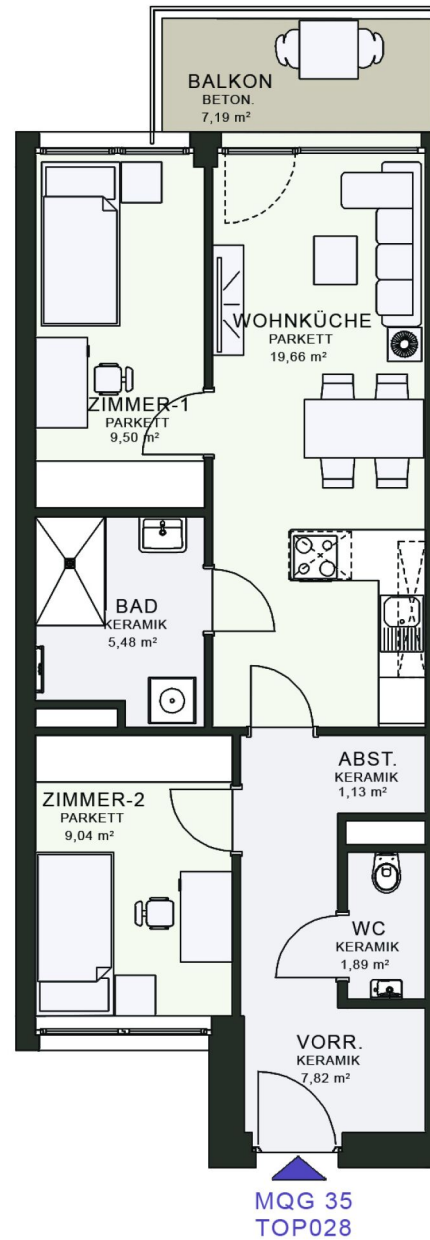 BALKON
BETON.
7,19 m²
WOHNKÜCHE
PARKETT
19,66 m²
ZIMMER-1
PARKETT
9,50 m²
BAD
KERAMIK
5,48 m²
ABST.
KERAMIK
1,13 m²
ZIMMER-2
PARKETT
9,04 m²
WC
KERAMIK
1,89 m²
VORR.
KERAMIK
7,82 m²
MQG 35
TOP028